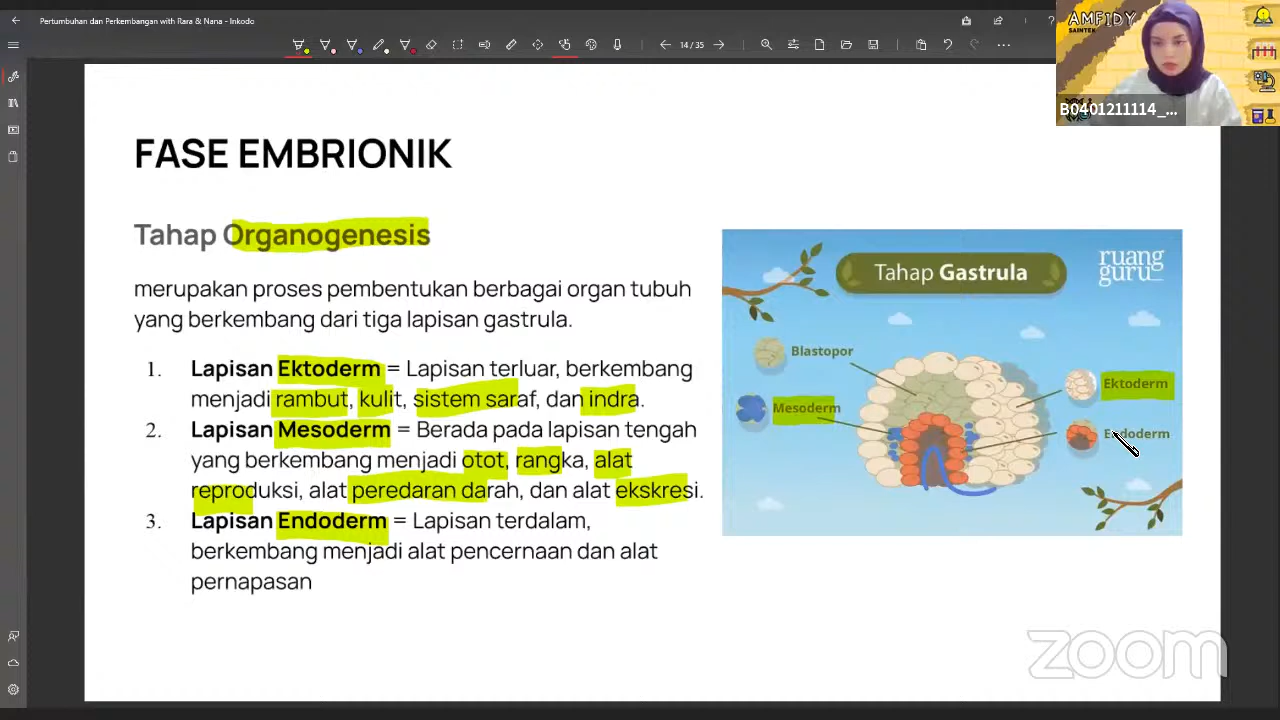 Pertumbuhan dan Perkembangan with Rara & Nana - Inkodo
14/35
AMFIDY
SAINTEK
B0401211114_...
FASE EMBRIONIK
Tahap Organogenesis
merupakan proses pembentukan berbagai organ tubuh
yang berkembang dari tiga lapisan gastrula.
1. Lapisan Ektoderm = Lapisan terluar, berkembang
menjadi rambut, kulit, sistem saraf, dan indra.
2. Lapisan Mesoderm = Berada pada lapisan tengah
yang berkembang menjadi otot, rangka, alat
reproduksi, alat peredaran darah, dan alat ekskresi.
3. Lapisan Endoderm = Lapisan terdalam,
berkembang menjadi alat pencernaan dan alat
pernapasan
Tahap Gastrula
ruang
guru
Blastopor
Mesoderm
Ektoderm
Endoderm
zoom